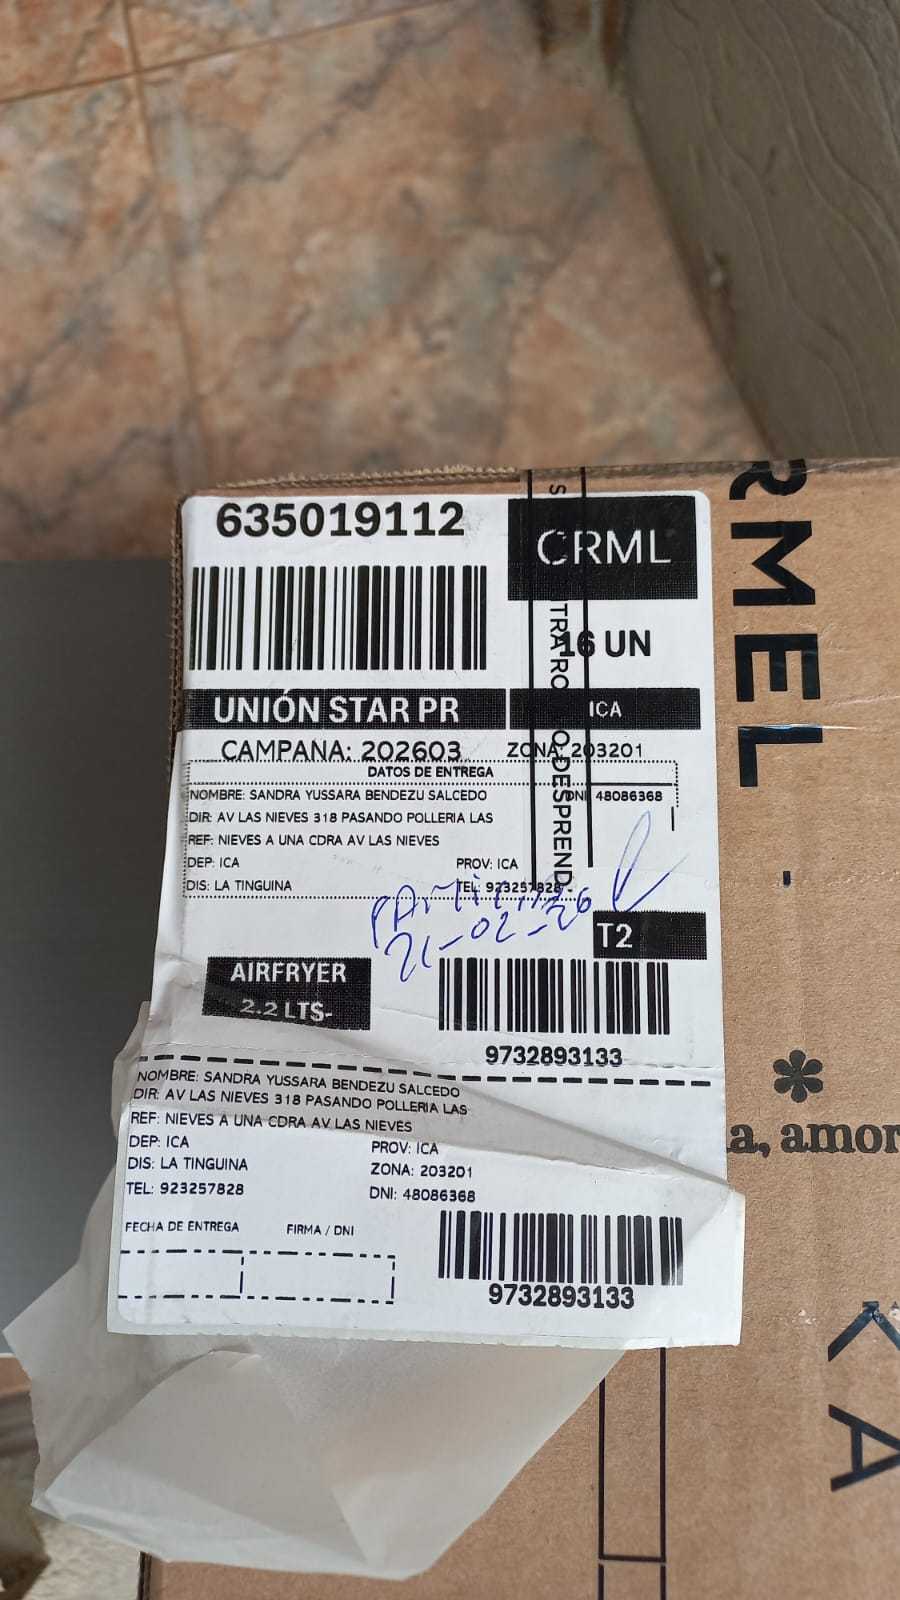 635019112
CRML
16 UN
UNIÓN STAR PR
ICA
CAMPAÑA: 202603
ZONA: 203201
DATOS DE ENTREGA
NOMBRE: SANDRA YUSSARA BENDEZU SALCEDO
DNI: 48086368
DIR: AV LAS NIEVES 318 PASANDO POLLERIA LAS
REF: NIEVES A UNA CDRA AV LAS NIEVES
DEP: ICA
PROV: ICA
DIS: LA TINGUINA
TEL: 923257828 -
21-02-26
T2
AIRFRYER
2.2 LTS-
9732893133
NOMBRE: SANDRA YUSSARA BENDEZU SALCEDO
DIR: AV LAS NIEVES 318 PASANDO POLLERIA LAS
REF: NIEVES A UNA CDRA AV LAS NIEVES
DEP: ICA
PROV: ICA
DIS: LA TINGUINA
ZONA: 203201
TEL: 923257828
DNI: 48086368
FECHA DE ENTREGA
FIRMA / DNI
9732893133
S
TRA RO
O DESPREND
RMEL -
a, amor
KA